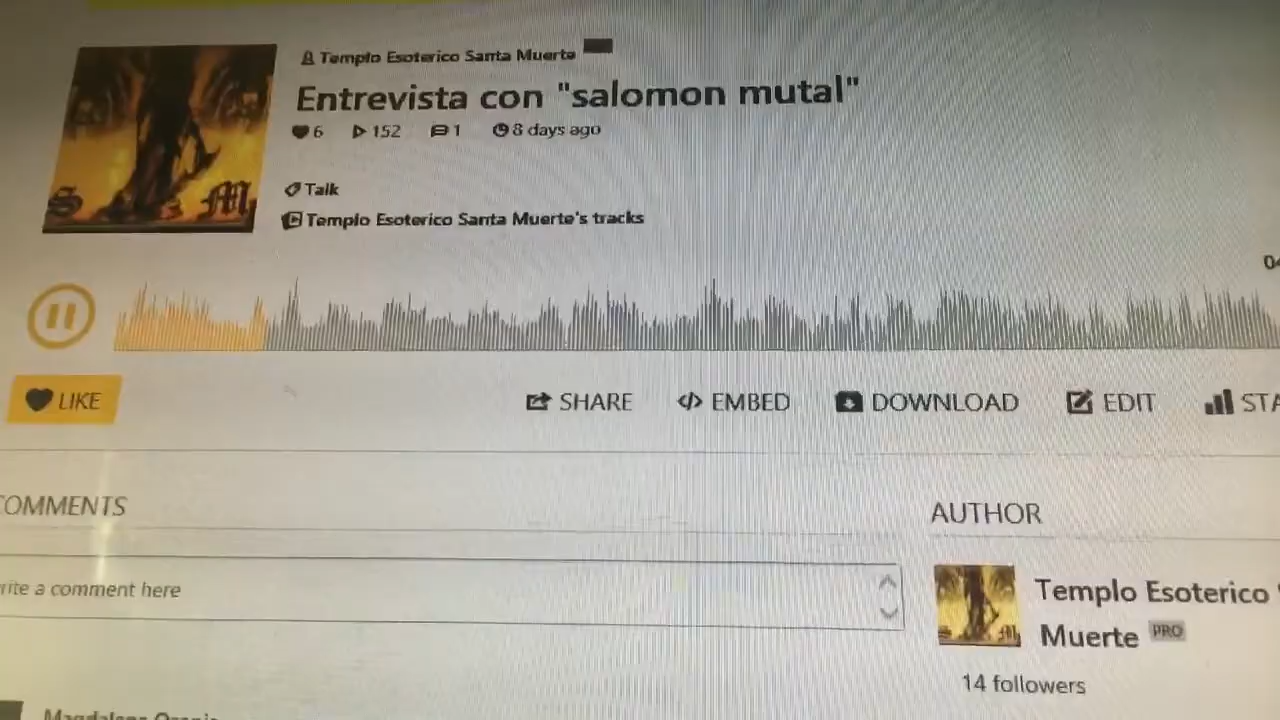 Templo Esoterico Santa Muerte
Entrevista con "salomon mutal"
6 152 1 8 days ago
Talk
Templo Esoterico Santa Muerte's tracks
S M
LIKE
SHARE EMBED DOWNLOAD EDIT
COMMENTS
AUTHOR
rite a comment here
Templo Esoterico
Muerte PRO
14 followers